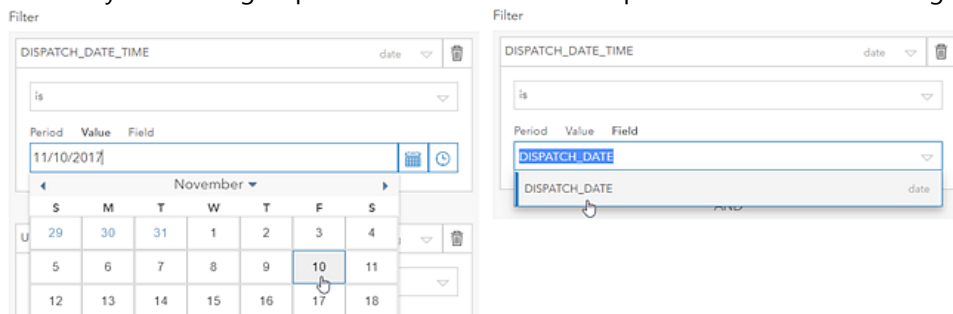 Filter
DISPATCH_DATE_TIME date
is
Period Value Field
11/10/2017
November
S M T W T F S
29 30 31 1 2 3 4
5 6 7 8 9 10 11
12 13 14 15 16 17 18
Filter
DISPATCH_DATE_TIME date
is
Period Value Field
DISPATCH_DATE
DISPATCH_DATE date